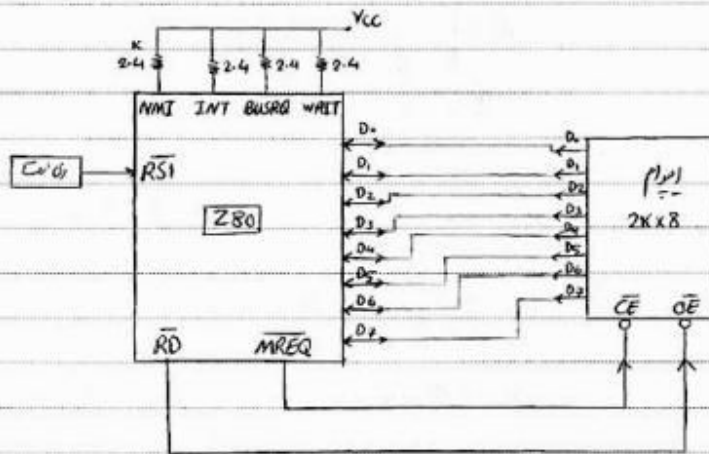 Vcc
K
2.4 2.4 2.4 2.4
NMI INT BUSRQ WAIT
D0 D0
RST
D1 D1
Z80
D2 D2
D3 D3
2K x 8
D4 D4
D5 D5
D6 D6
D7 D7
RD MREQ CE OE